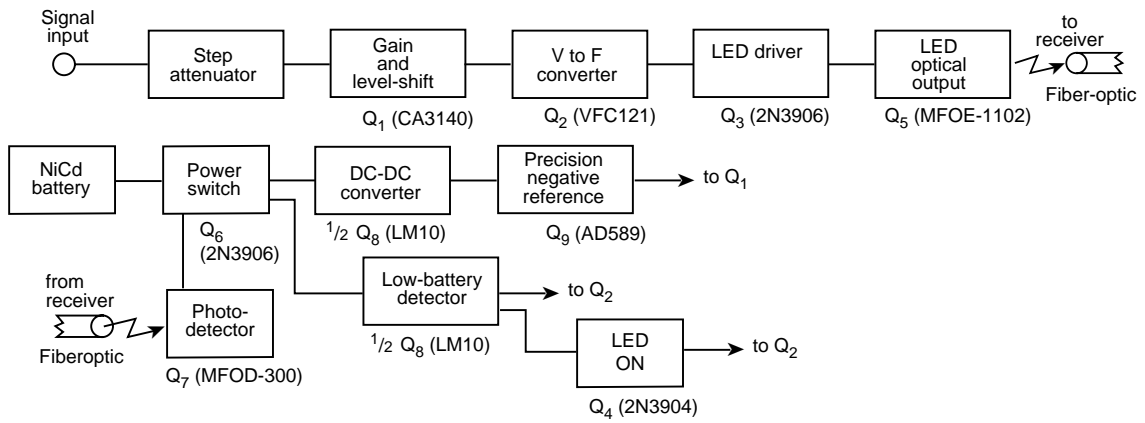 Signal
input
Step
attenuator
Gain
and
level-shift
Q1 (CA3140)
V to F
converter
Q2 (VFC121)
LED driver
Q3 (2N3906)
LED
optical
output
Q5 (MFOE-1102)
to
receiver
Fiber-optic
NiCd
battery
Power
switch
Q6
(2N3906)
DC-DC
converter
1/2 Q8 (LM10)
Precision
negative
reference
Q9 (AD589)
to Q1
from
receiver
Fiberoptic
Photo-
detector
Q7 (MFOD-300)
Low-battery
detector
1/2 Q8 (LM10)
to Q2
LED
ON
Q4 (2N3904)
to Q2